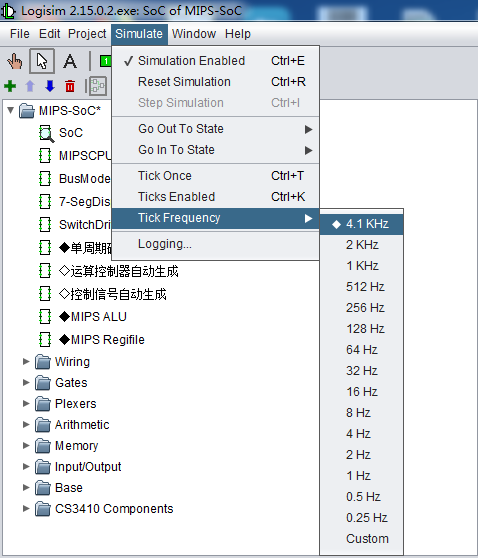 Logisim 2.15.0.2.exe: SoC of MIPS-SoC
File Edit Project Simulate Window Help
Simulation Enabled Ctrl+E
Reset Simulation Ctrl+R
Step Simulation Ctrl+I
Go Out To State
Go In To State
Tick Once Ctrl+T
Ticks Enabled Ctrl+K
Tick Frequency
Logging...
4.1 KHz
2 KHz
1 KHz
512 Hz
256 Hz
128 Hz
64 Hz
32 Hz
16 Hz
8 Hz
4 Hz
2 Hz
1 Hz
0.5 Hz
0.25 Hz
Custom
MIPS-SoC*
SoC
MIPSCPU
BusMode
7-SegDis
SwitchDri
◆单周期
◇运算控制器自动生成
◇控制信号自动生成
◆MIPS ALU
◆MIPS Regifile
Wiring
Gates
Plexers
Arithmetic
Memory
Input/Output
Base
CS3410 Components